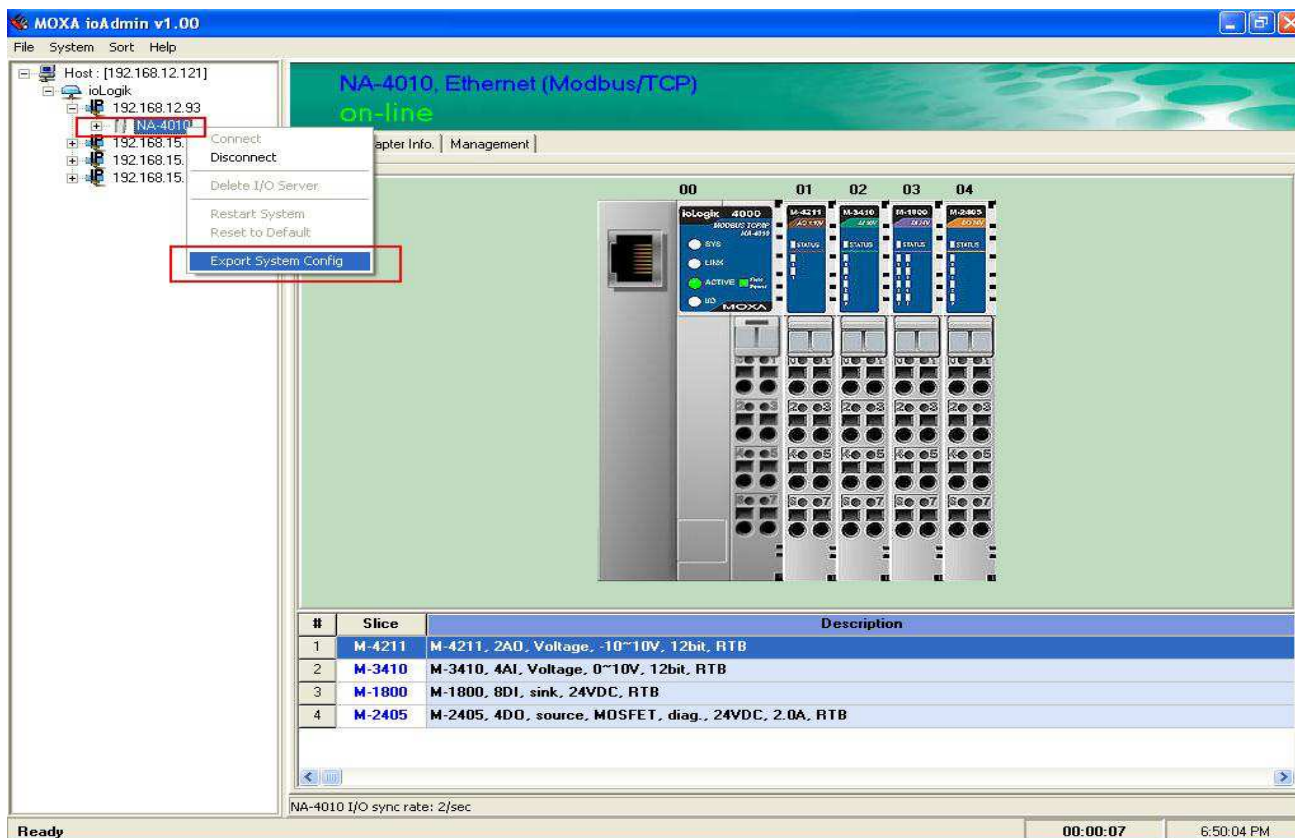 MOXA ioAdmin v1.00
File System Sort Help
Host : [192.168.12.121]
ioLogik
192.168.12.93
NA-4010
192.168.15.
192.168.15.
192.168.15.
Connect
Disconnect
Delete I/O Server
Restart System
Reset to Default
Export System Config
NA-4010, Ethernet (Modbus/TCP)
on-line
apter Info. Management
00 01 02 03 04
ioLogik 4000
MODBUS TCP/IP
NA-4010
SYS
LINK
ACTIVE Field Power
I/O
MOXA
M-4211 M-3410 M-1800 M-2405
STATUS STATUS STATUS STATUS
# Slice Description
1 M-4211 M-4211, 2AO, Voltage, -10~10V, 12bit, RTB
2 M-3410 M-3410, 4AI, Voltage, 0~10V, 12bit, RTB
3 M-1800 M-1800, 8DI, sink, 24VDC, RTB
4 M-2405 M-2405, 4DO, source, MOSFET, diag., 24VDC, 2.0A, RTB
NA-4010 I/O sync rate: 2/sec
Ready 00:00:07 6:50:04 PM